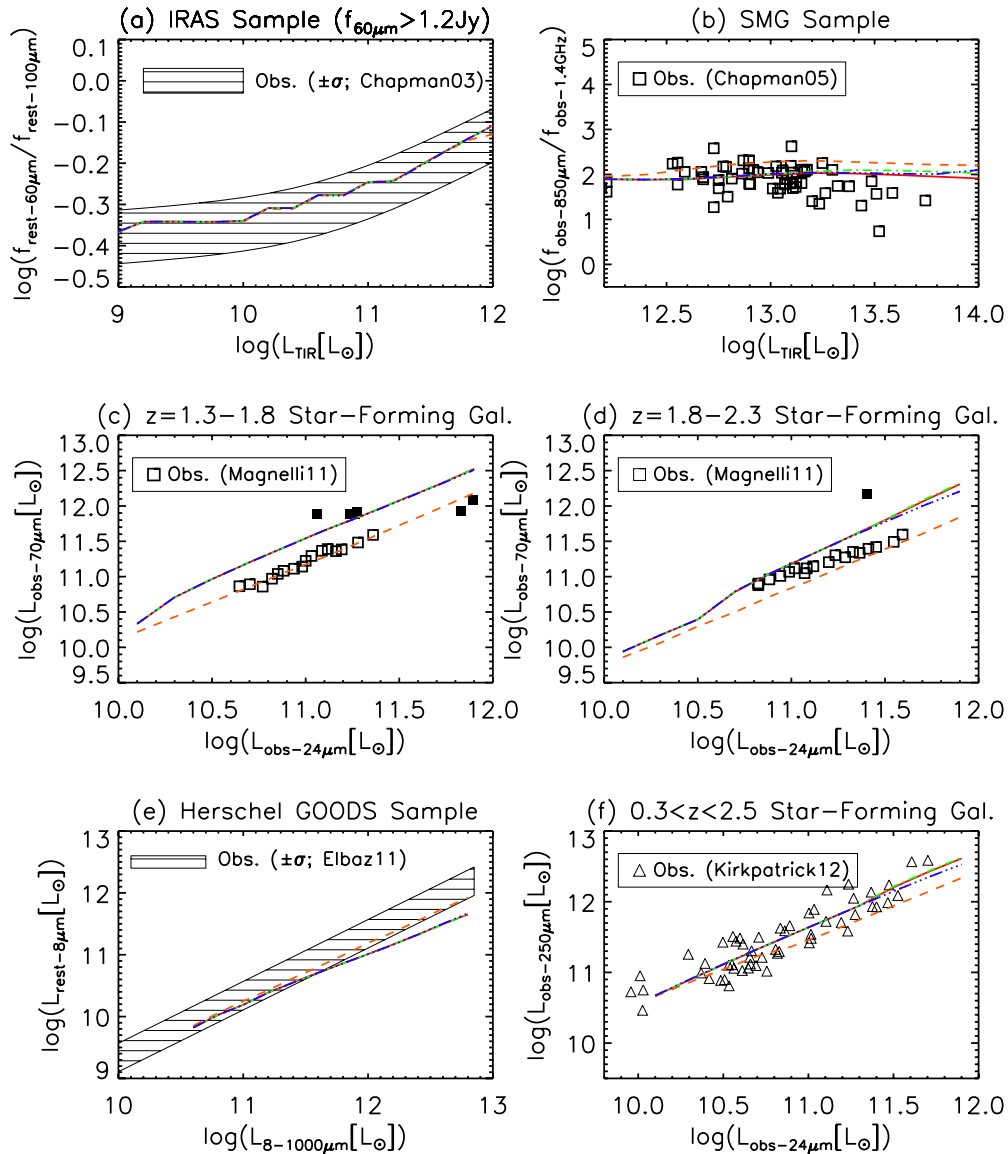 (a) IRAS Sample (f60μm>1.2Jy)
log(frest−60μm/frest−100μm)
0.1
0.0
−0.1
−0.2
−0.3
−0.4
−0.5
Obs. (±σ; Chapman03)
9 10 11 12
log(LTIR[L⊙])
(b) SMG Sample
log(fobs−850μm/fobs−1.4GHz)
5
4
3
2
1
0
Obs. (Chapman05)
12.5 13.0 13.5 14.0
log(LTIR[L⊙])
(c) z=1.3−1.8 Star−Forming Gal.
log(Lobs−70μm[L⊙])
13.0
12.5
12.0
11.5
11.0
10.5
10.0
9.5
Obs. (Magnelli11)
10.0 10.5 11.0 11.5 12.0
log(Lobs−24μm[L⊙])
(d) z=1.8−2.3 Star−Forming Gal.
log(Lobs−70μm[L⊙])
13.0
12.5
12.0
11.5
11.0
10.5
10.0
9.5
Obs. (Magnelli11)
10.0 10.5 11.0 11.5 12.0
log(Lobs−24μm[L⊙])
(e) Herschel GOODS Sample
log(Lrest−8μm[L⊙])
13
12
11
10
9
Obs. (±σ; Elbaz11)
10 11 12 13
log(L8−1000μm[L⊙])
(f) 0.3<z<2.5 Star−Forming Gal.
log(Lobs−250μm[L⊙])
13
12
11
10
Obs. (Kirkpatrick12)
10.0 10.5 11.0 11.5 12.0
log(Lobs−24μm[L⊙])